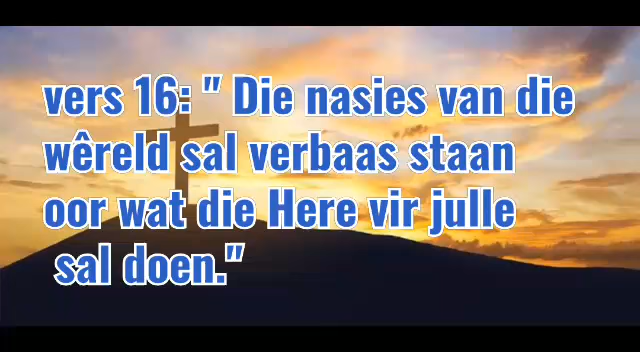 vers 16: " Die nasies van die
wêreld sal verbaas staan
oor wat die Here vir julle
sal doen."